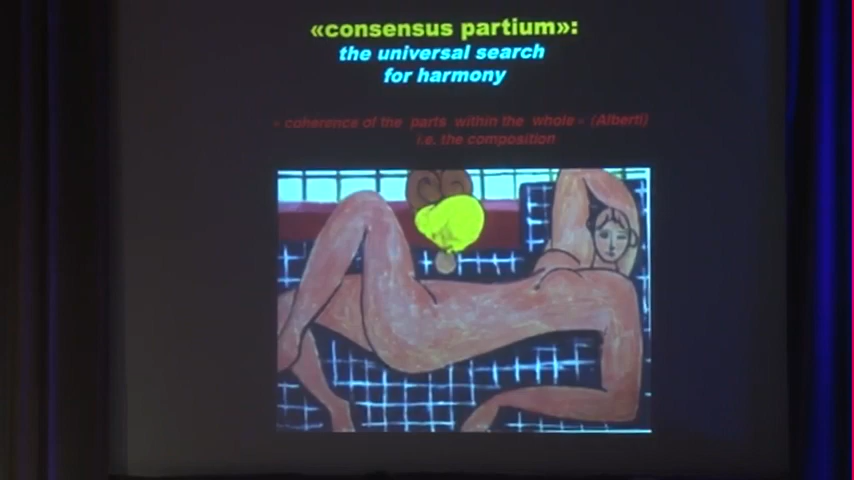 «consensus partium»:
the universal search
for harmony
« coherence of the parts within the whole « (Alberti)
i.e. the composition